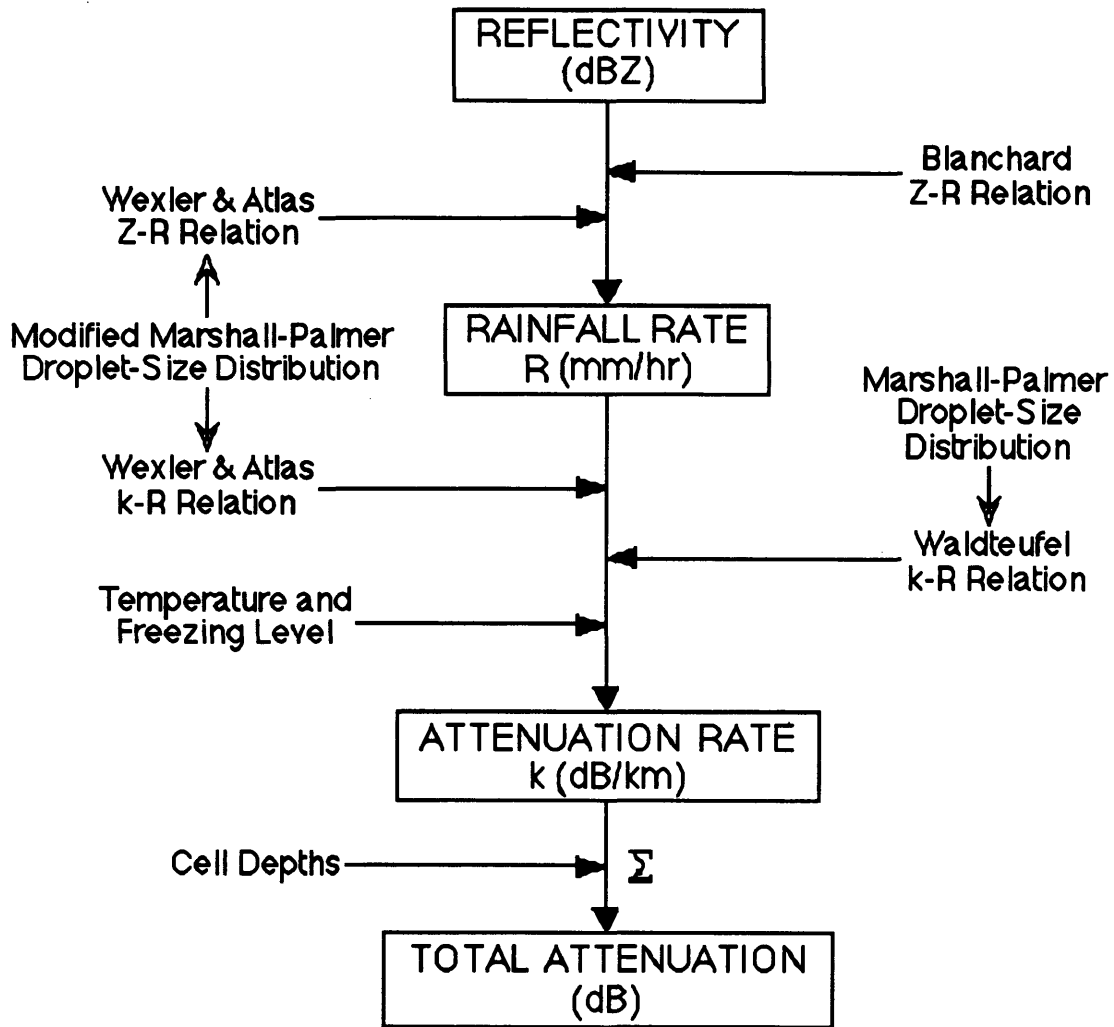 REFLECTIVITY
(dBZ)
Blanchard
Z-R Relation
Wexler & Atlas
Z-R Relation
Modified Marshall-Palmer
Droplet-Size Distribution
RAINFALL RATE
R (mm/hr)
Marshall-Palmer
Droplet-Size
Distribution
Wexler & Atlas
k-R Relation
Waldteufel
k-R Relation
Temperature and
Freezing Level
ATTENUATION RATE
k (dB/km)
Cell Depths
Σ
TOTAL ATTENUATION
(dB)